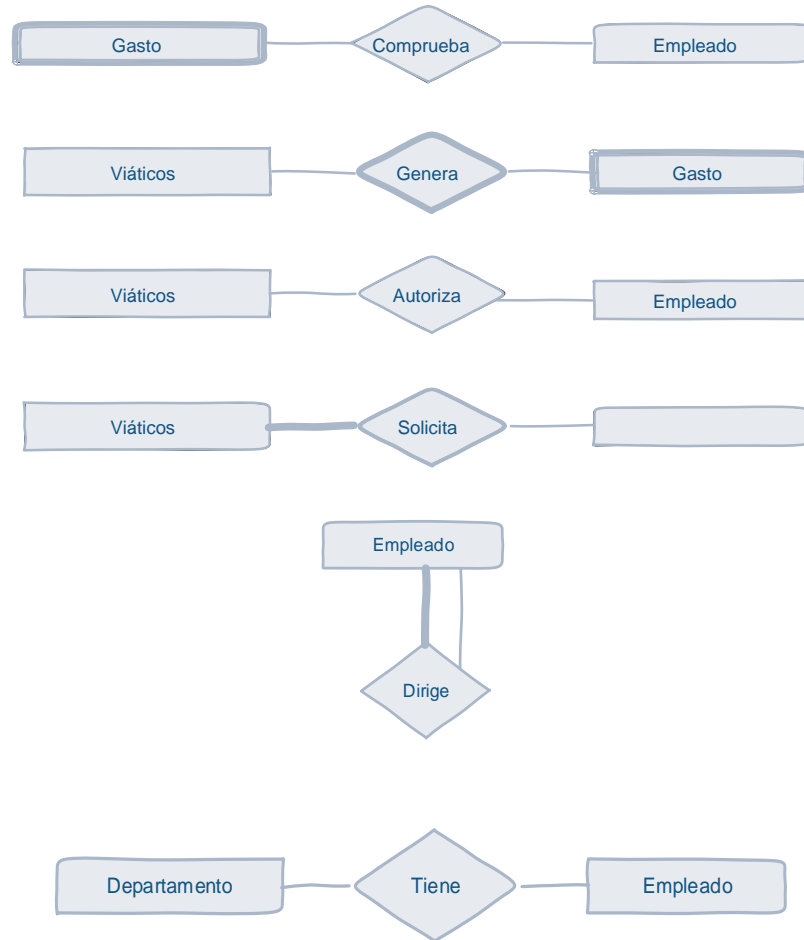 Gasto
Comprueba
Empleado
Viáticos
Genera
Gasto
Viáticos
Autoriza
Empleado
Viáticos
Solicita
Empleado
Dirige
Departamento
Tiene
Empleado